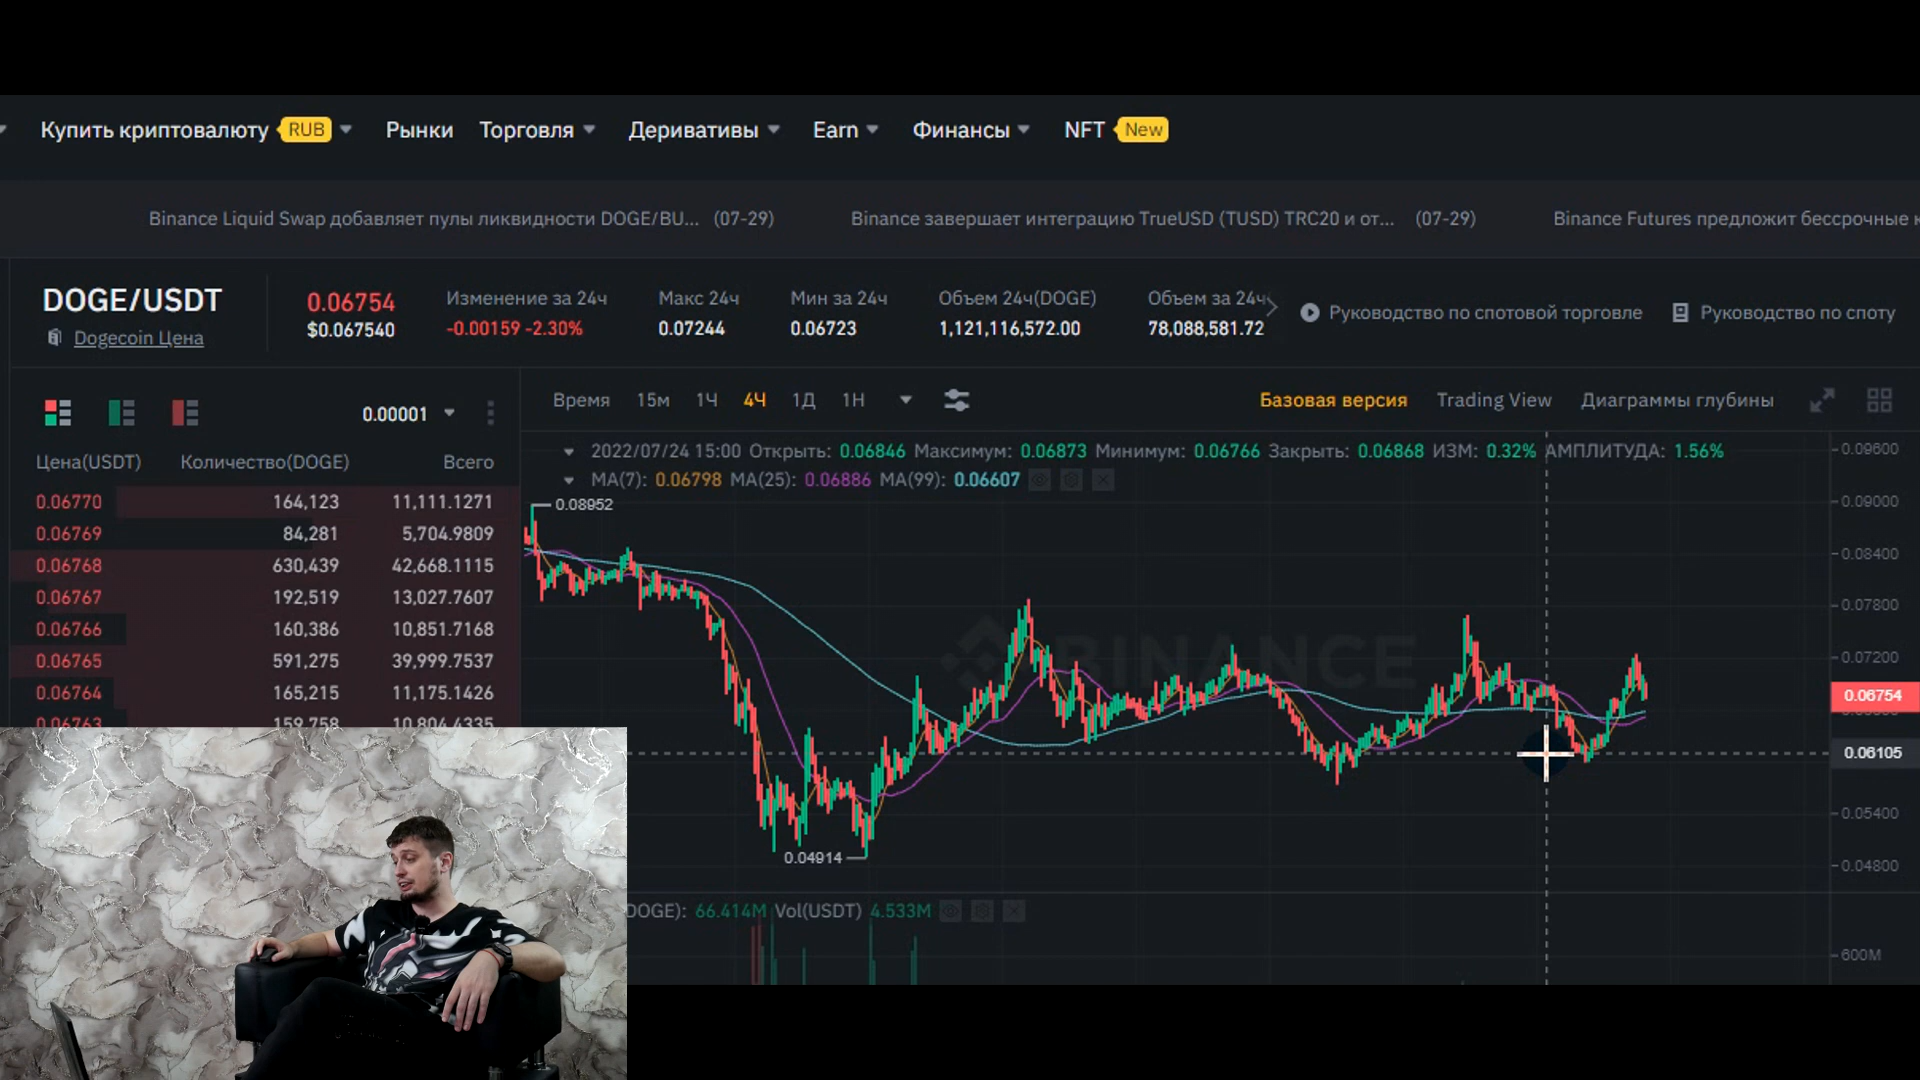 Купить криптовалюту RUB Рынки Торговля Деривативы Earn Финансы NFT New
Binance Liquid Swap добавляет пулы ликвидности DOGE/BU... (07-29) Binance завершает интеграцию TrueUSD (TUSD) TRC20 и от... (07-29) Binance Futures предложит бессрочные
DOGE/USDT
Dogecoin Цена
0.06754
$0.067540
Изменение за 24ч
-0.00159 -2.30%
Макс 24ч
0.07244
Мин за 24ч
0.06723
Объем 24ч(DOGE)
1,121,116,572.00
Объем за 24ч
78,088,581.72
Руководство по спотовой торговле Руководство по споту
0.00001
Цена(USDT) Количество(DOGE) Всего
0.06770 164,123 11,111.1271
0.06769 84,281 5,704.9809
0.06768 630,439 42,668.1115
0.06767 192,519 13,027.7607
0.06766 160,386 10,851.7168
0.06765 591,275 39,999.7537
0.06764 165,215 11,175.1426
0.06763 159,758 10,804.4335
Время 15м 1Ч 4Ч 1Д 1Н Базовая версия Trading View Диаграммы глубины
2022/07/24 15:00 Открыть: 0.06846 Максимум: 0.06873 Минимум: 0.06766 Закрыть: 0.06868 ИЗМ: 0.32% АМПЛИТУДА: 1.56%
MA(7): 0.06798 MA(25): 0.06886 MA(99): 0.06607
0.08952
BINANCE
0.04914
0.09600
0.09000
0.08400
0.07800
0.07200
0.06754
0.06105
0.05400
0.04800
DOGE): 66.414M Vol(USDT) 4.533M
600M